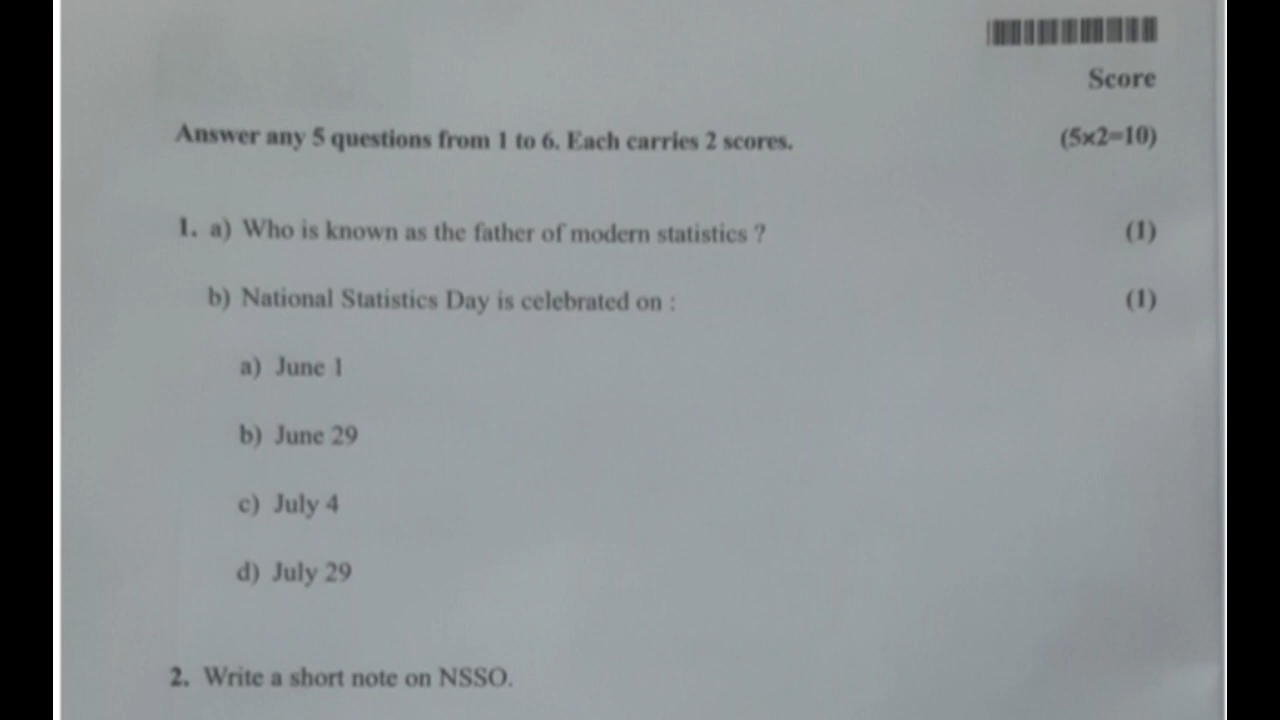 Score
Answer any 5 questions from 1 to 6. Each carries 2 scores. (5x2=10)
1. a) Who is known as the father of modern statistics ? (1)
b) National Statistics Day is celebrated on : (1)
a) June 1
b) June 29
c) July 4
d) July 29
2. Write a short note on NSSO.